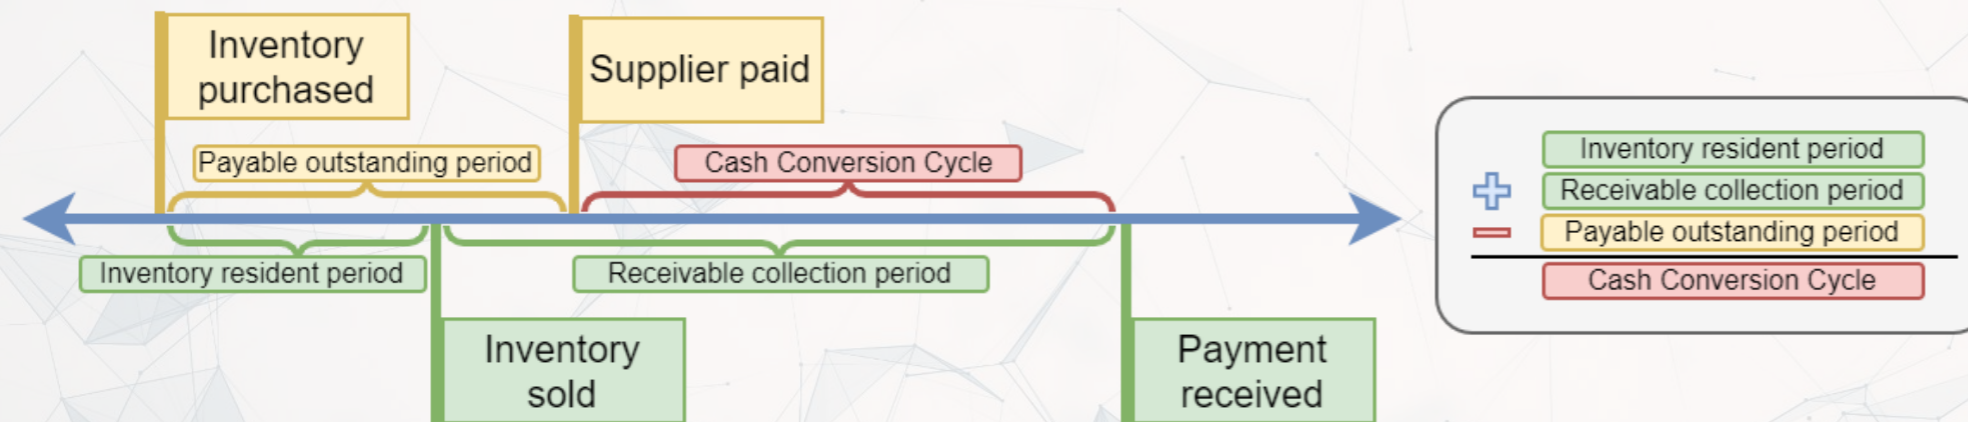 Inventory
purchased
Supplier paid
Payable outstanding period
Cash Conversion Cycle
Inventory resident period
Receivable collection period
Inventory
sold
Payment
received
Inventory resident period
Receivable collection period
Payable outstanding period
Cash Conversion Cycle